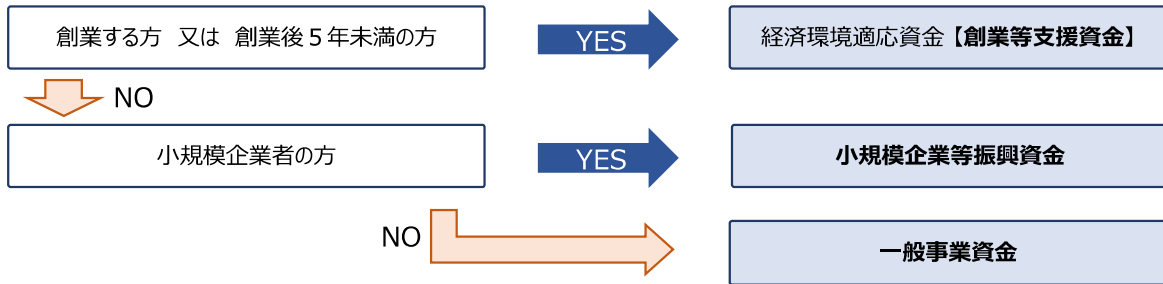 創業する方　又は　創業後５年未満の方
YES
経済環境適応資金【創業等支援資金】
NO
小規模企業者の方
YES
小規模企業等振興資金
NO
一般事業資金